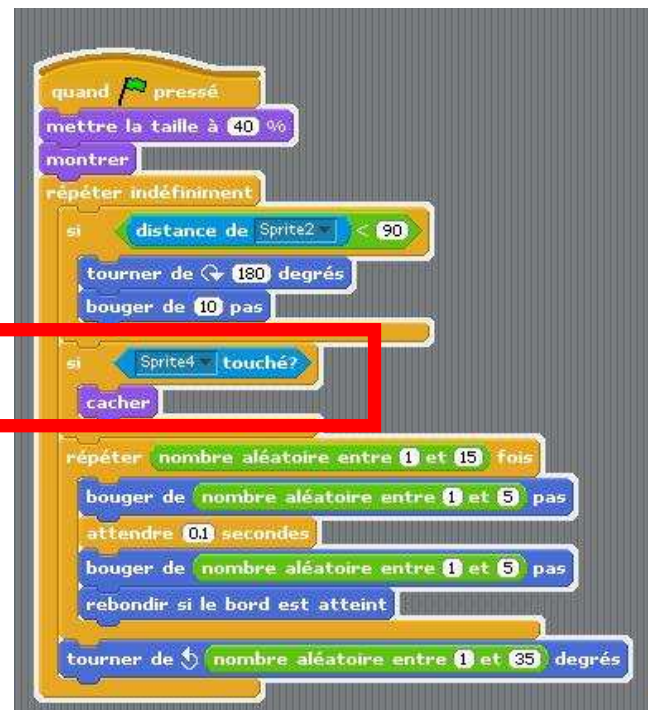 quand pressé
mettre la taille à 40 %
montrer
répéter indéfiniment
si distance de Sprite2 < 90
tourner de 180 degrés
bouger de 10 pas
si Sprite4 touché?
cacher
répéter nombre aléatoire entre 1 et 15 fois
bouger de nombre aléatoire entre 1 et 5 pas
attendre 0.1 secondes
bouger de nombre aléatoire entre 1 et 5 pas
rebondir si le bord est atteint
tourner de nombre aléatoire entre 1 et 35 degrés